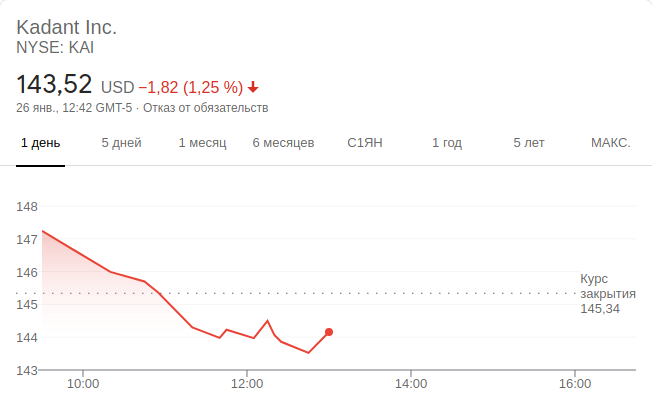 Kadant Inc.
NYSE: KAI
143,52 USD −1,82 (1,25 %)
26 янв., 12:42 GMT-5 · Отказ от обязательств
1 день 5 дней 1 месяц 6 месяцев С1ЯН 1 год 5 лет МАКС.
148
147
146
145
144
143
Курс
закрытия
145,34
10:00 12:00 14:00 16:00